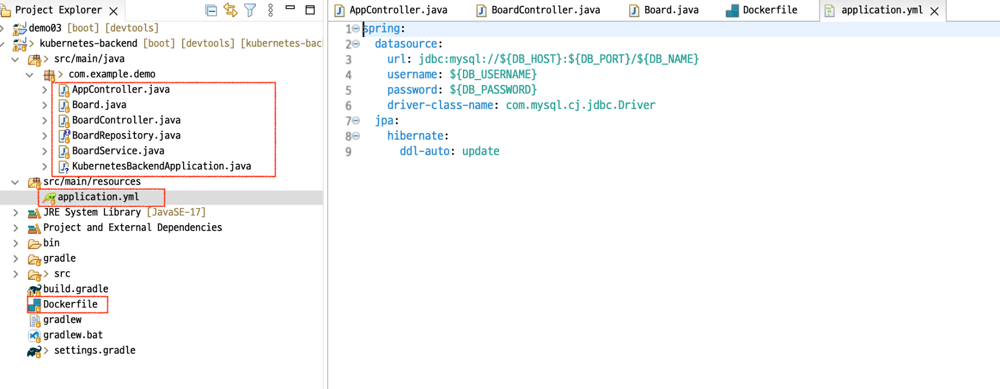 Project Explorer
demo03 [boot] [devtools]
kubernetes-backend [boot] [devtools] [kubernetes-bac
src/main/java
com.example.demo
AppController.java
Board.java
BoardController.java
BoardRepository.java
BoardService.java
KubernetesBackendApplication.java
src/main/resources
application.yml
JRE System Library [JavaSE-17]
Project and External Dependencies
bin
gradle
src
build.gradle
Dockerfile
gradlew
gradlew.bat
settings.gradle
AppController.java
BoardController.java
Board.java
Dockerfile
application.yml
1 spring:
2 datasource:
3 url: jdbc:mysql://${DB_HOST}:${DB_PORT}/${DB_NAME}
4 username: ${DB_USERNAME}
5 password: ${DB_PASSWORD}
6 driver-class-name: com.mysql.cj.jdbc.Driver
7 jpa:
8 hibernate:
9 ddl-auto: update